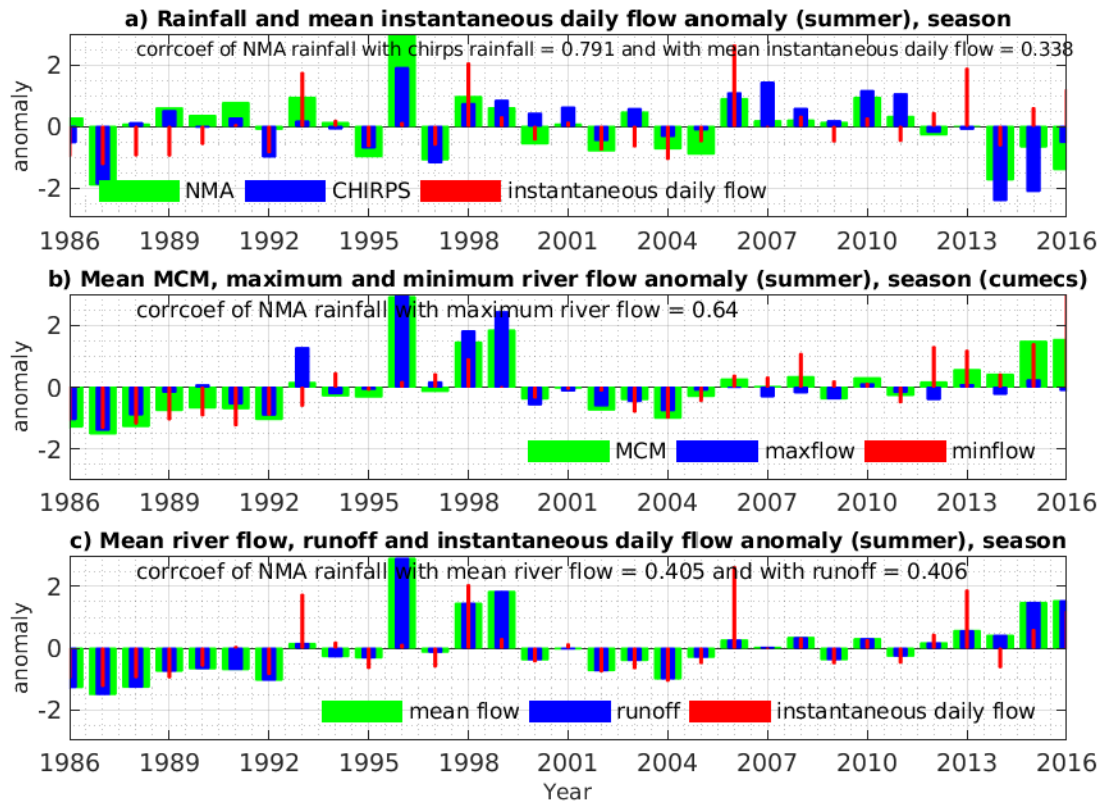 a) Rainfall and mean instantaneous daily flow anomaly (summer), season
corrcoef of NMA rainfall with chirps rainfall = 0.791 and with mean instantaneous daily flow = 0.338
anomaly
2
0
-2
NMA CHIRPS instantaneous daily flow
1986 1989 1992 1995 1998 2001 2004 2007 2010 2013 2016
b) Mean MCM, maximum and minimum river flow anomaly (summer), season (cumecs)
corrcoef of NMA rainfall with maximum river flow = 0.64
anomaly
2
0
-2
MCM maxflow minflow
1986 1989 1992 1995 1998 2001 2004 2007 2010 2013 2016
c) Mean river flow, runoff and instantaneous daily flow anomaly (summer), season
corrcoef of NMA rainfall with mean river flow = 0.405 and with runoff = 0.406
anomaly
2
0
-2
mean flow runoff instantaneous daily flow
1986 1989 1992 1995 1998 2001 2004 2007 2010 2013 2016
Year